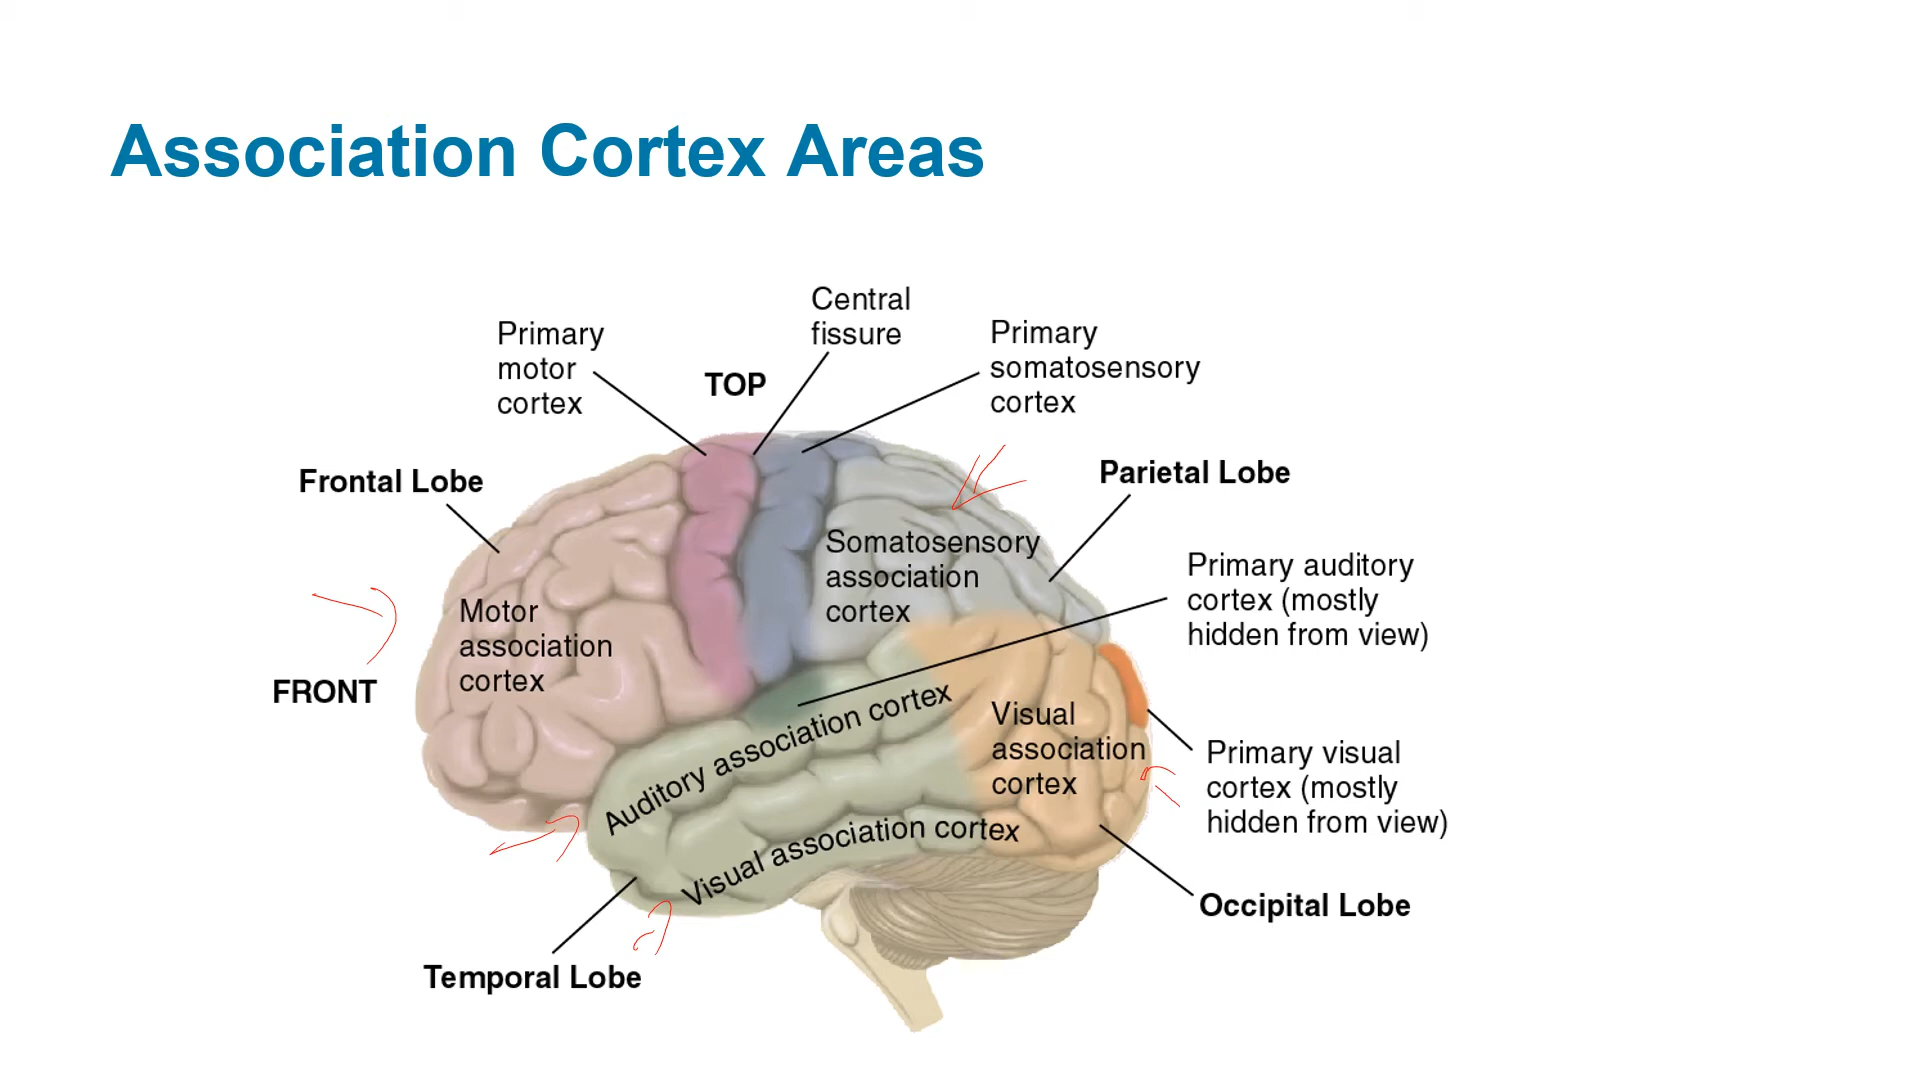 Association Cortex Areas
Central
fissure
Primary
motor
cortex
TOP
Primary
somatosensory
cortex
Frontal Lobe
Parietal Lobe
Somatosensory
association
cortex
Primary auditory
cortex (mostly
hidden from view)
Motor
association
cortex
FRONT
Auditory association cortex
Visual
association
cortex
Primary visual
cortex (mostly
hidden from view)
Visual association cortex
Occipital Lobe
Temporal Lobe